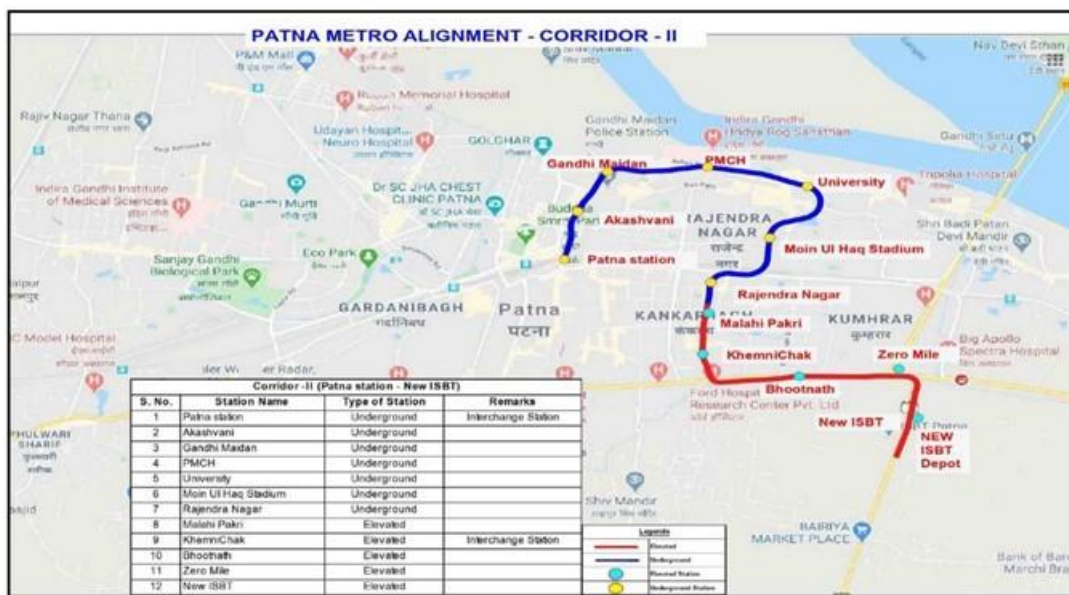 PATNA METRO ALIGNMENT - CORRIDOR - II
P&M Mall
Nav Devi Sthan
Rajiv Nagar Thana
Ruban Memorial Hospital
Udayan Hospit
Neuro Hospital
GOLGHAR
Gandhi Maidan
Police Station
Indira Gandhi
Hridya Rog Sansthan
Gandhi Setu
Gandhi Maidan
PMCH
Indira Gandhi Institute
of Medical Sciences
Gandhi Murti
Dr SC JHA CHEST
CLINIC PATNA
University
Tripolia Hospital
Akashvani
RAJENDRA
NAGAR
राजेन्द्र
नगर
Shri Badi Patan
Devi Mandir
Moin Ul Haq Stadium
Eco Park
Sanjay Gandhi
Biological Park
Patna station
Rajendra Nagar
GARDANIBAGH
गर्दानिबाग
Patna
पटना
Malahi Pakri
KUMHRAR
कुम्हरार
C Model Hospital
KhemniChak
Zero Mile
Big Apollo
Spectra Hospital
Bhootnath
Ford Hospit
Research Center Pvt. Ltd
New ISBT
NEW
ISBT
Depot
PHULWARI
SHARIF
Shiv Mandir
BAIRIYA
MARKET PLACE
Bank of Bar
Marchi Bra
Corridor -II (Patna station - New ISBT)
S. No. Station Name Type of Station Remarks
1 Patna station Underground Interchange Station
2 Akashvani Underground
3 Gandhi Maidan Underground
4 PMCH Underground
5 University Underground
6 Moin Ul Haq Stadium Underground
7 Rajendra Nagar Underground
8 Malahi Pakri Elevated
9 KhemniChak Elevated Interchange Station
10 Bhootnath Elevated
11 Zero Mile Elevated
12 New ISBT Elevated
Legends
Elevated
Underground
Elevated Station
Underground Station